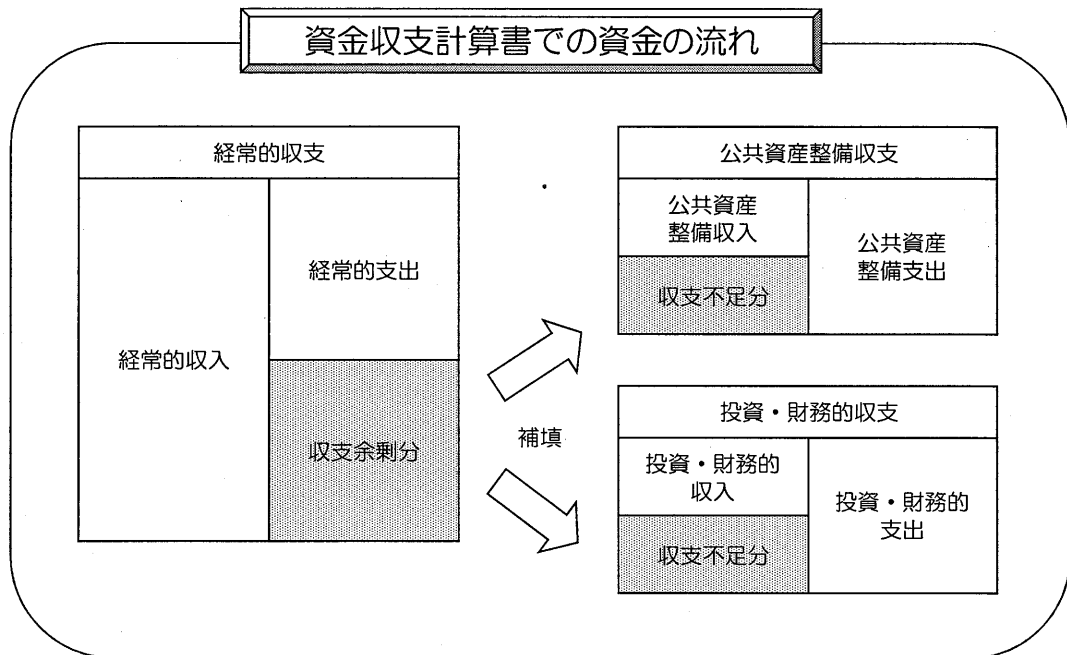 資金収支計算書での資金の流れ
経常的収支
経常的収入
経常的支出
収支余剰分
補填
公共資産整備収支
公共資産
整備収入
収支不足分
公共資産
整備支出
投資・財務的収支
投資・財務的
収入
収支不足分
投資・財務的
支出